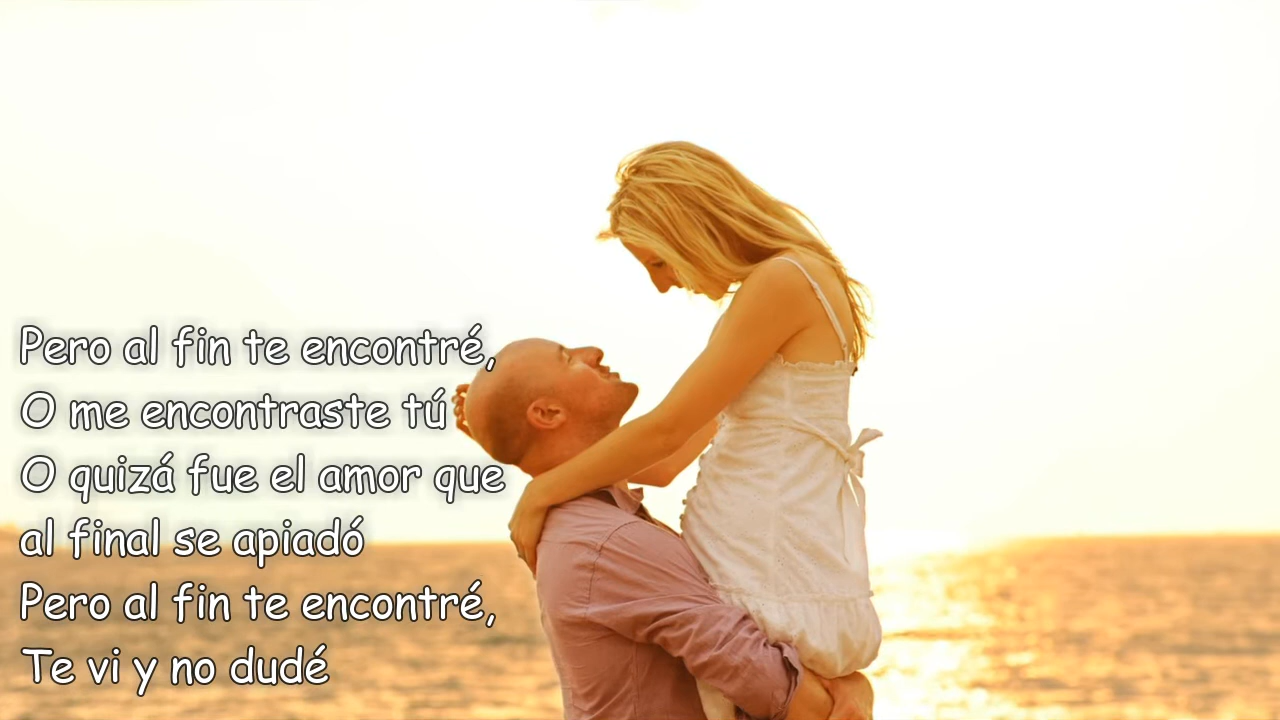 Pero al fin te encontré,
O me encontraste tú
O quizá fue el amor que
al final se apiadó
Pero al fin te encontré,
Te vi y no dudé